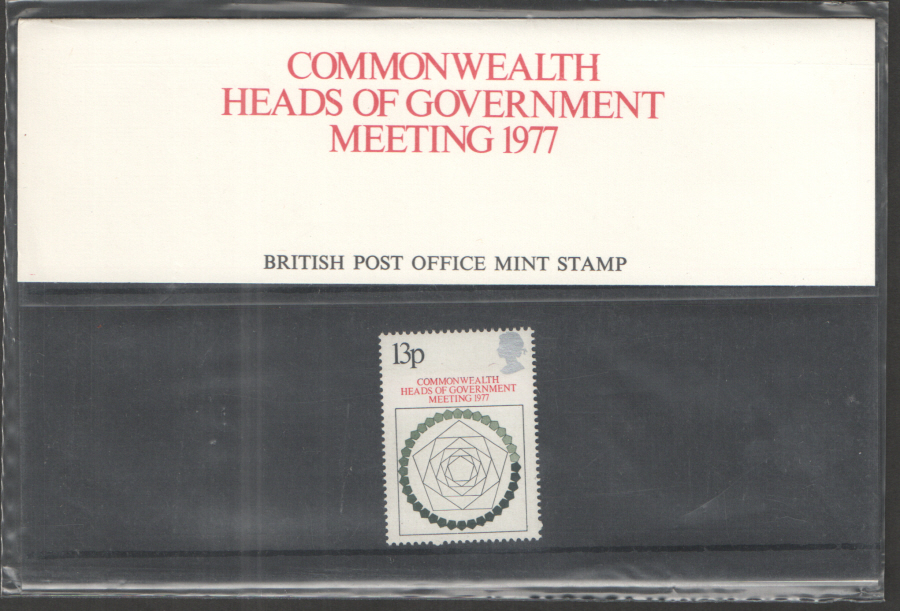 COMMONWEALTH
HEADS OF GOVERNMENT
MEETING 1977
BRITISH POST OFFICE MINT STAMP
13p
COMMONWEALTH
HEADS OF GOVERNMENT
MEETING 1977